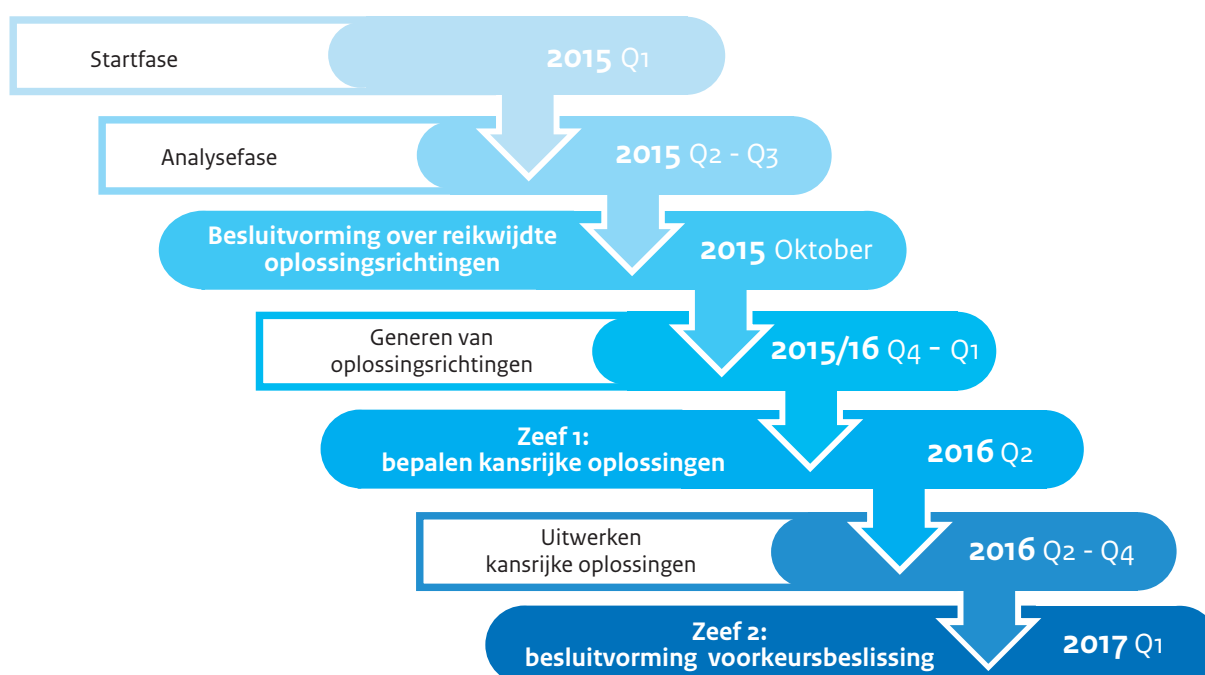 Startfase
2015 Q1
Analysefase
2015 Q2 - Q3
Besluitvorming over reikwijdte
oplossingsrichtingen
2015 Oktober
Generen van
oplossingsrichtingen
2015/16 Q4 - Q1
Zeef 1:
bepalen kansrijke oplossingen
2016 Q2
Uitwerken
kansrijke oplossingen
2016 Q2 - Q4
Zeef 2:
besluitvorming voorkeursbeslissing
2017 Q1